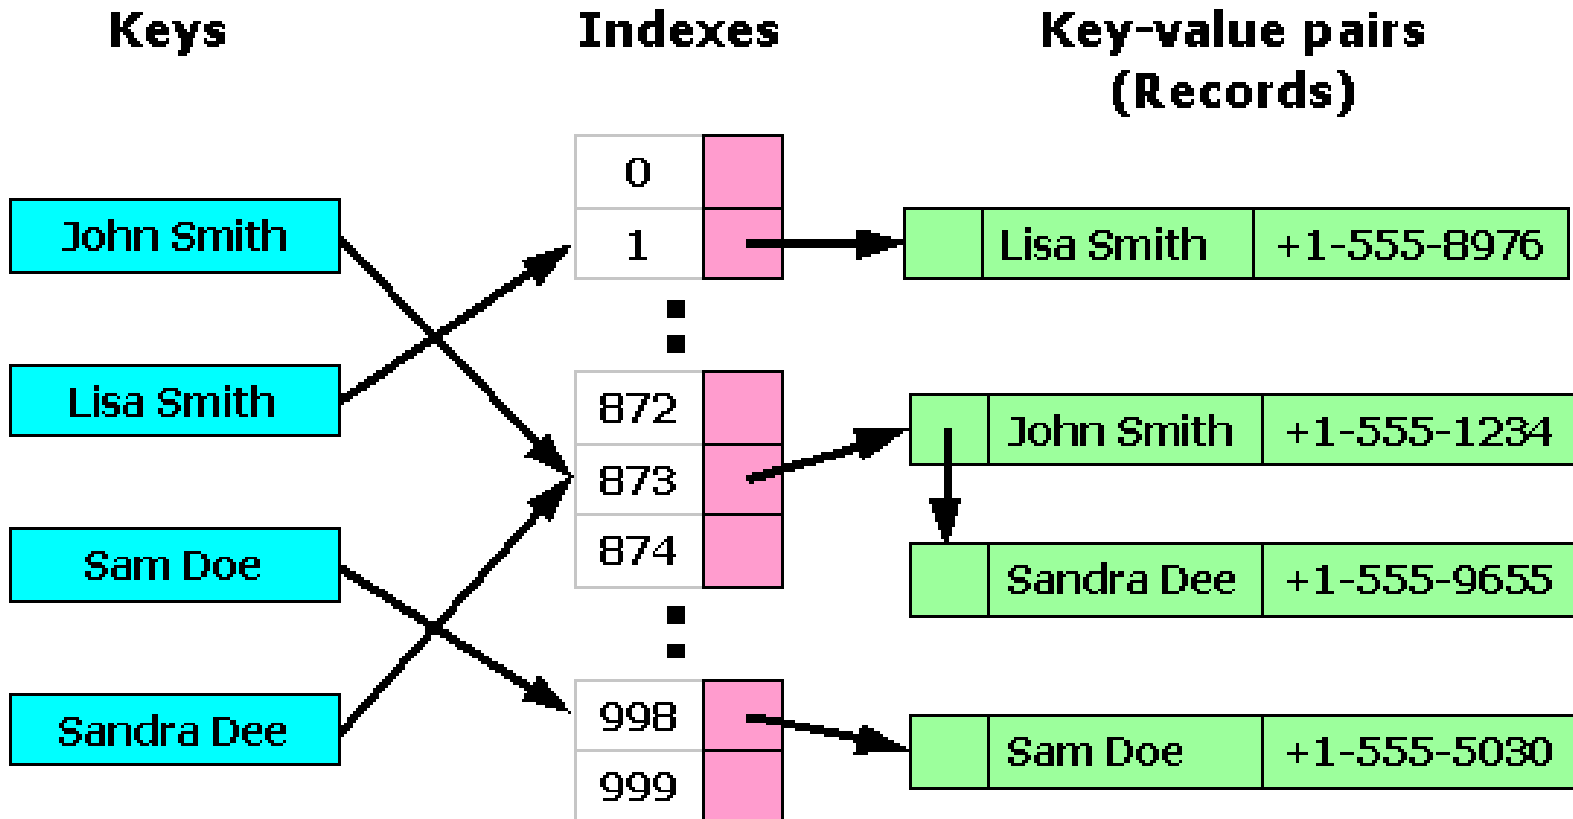 Keys
Indexes
Key-value pairs
(Records)
John Smith
Lisa Smith
Sam Doe
Sandra Dee
0
1
872
873
874
998
999
Lisa Smith +1-555-8976
John Smith +1-555-1234
Sandra Dee +1-555-9655
Sam Doe +1-555-5030